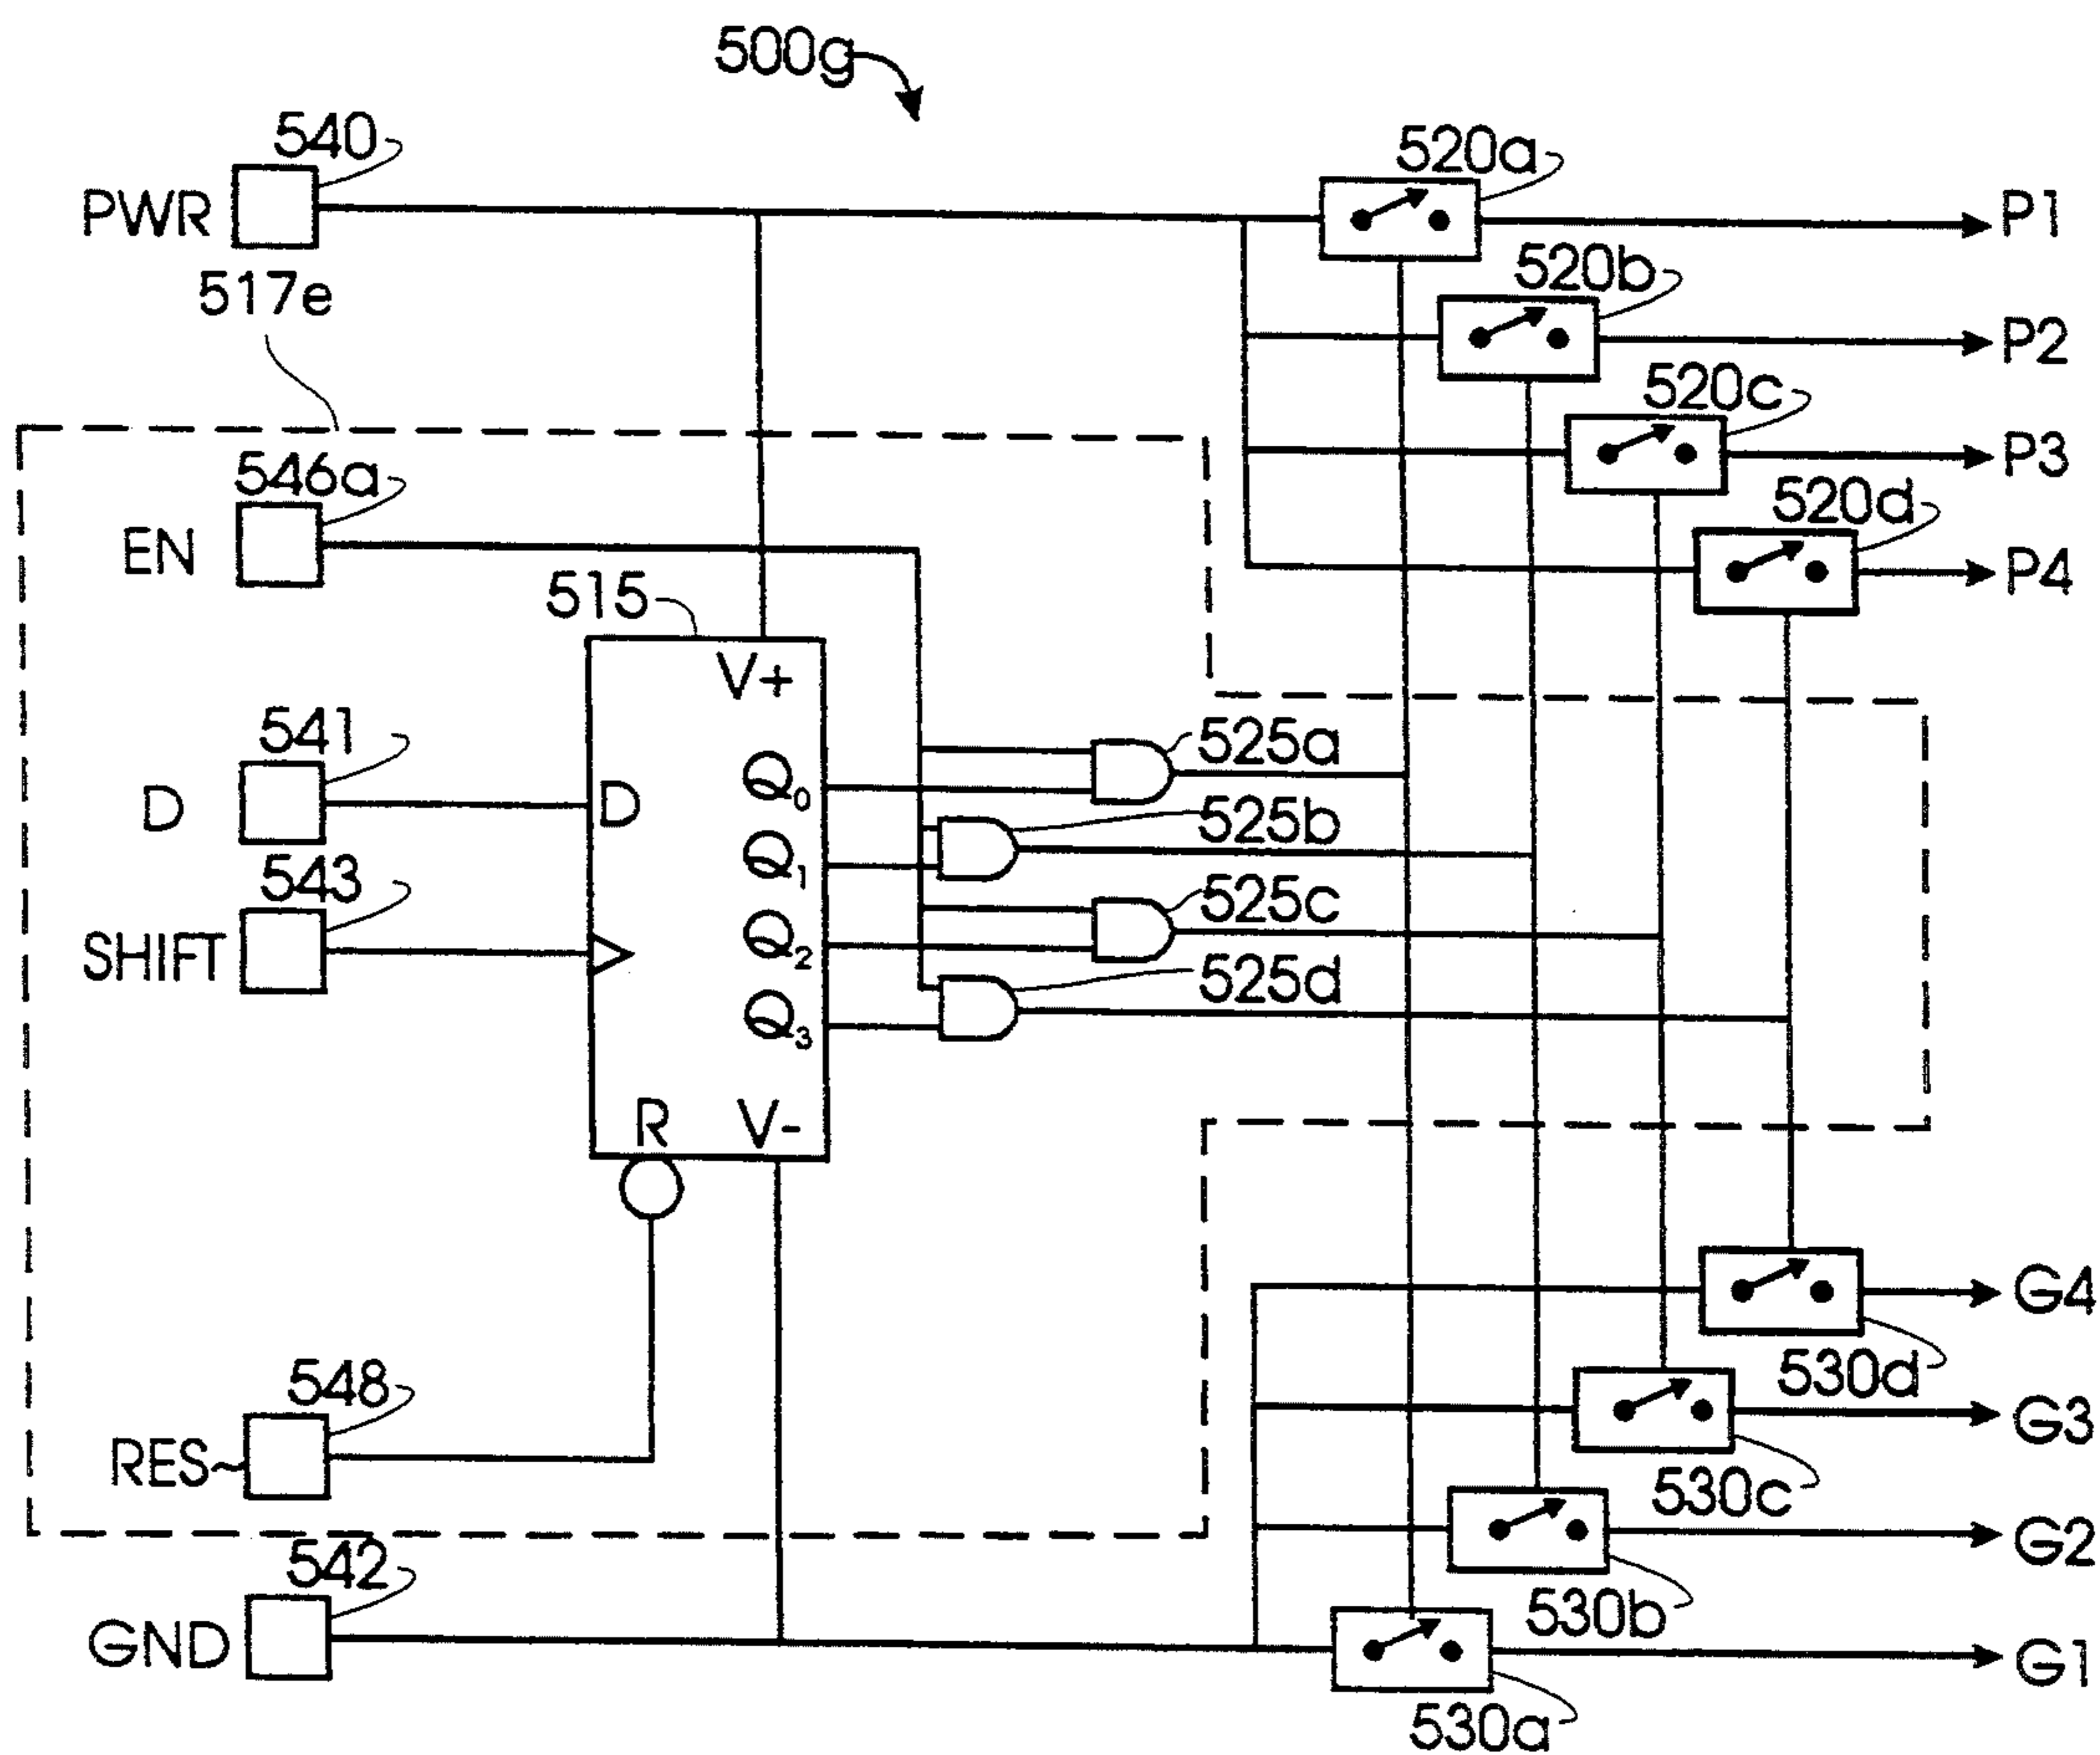 500g
540
PWR
520a
P1
520b
P2
517e
520c
P3
520d
P4
546a
EN
515
V+
541
D
D
Q0
525a
Q1
525b
543
SHIFT
Q2
525c
Q3
525d
R
V-
G4
530d
548
RES~
G3
530c
542
GND
G2
530b
G1
530a